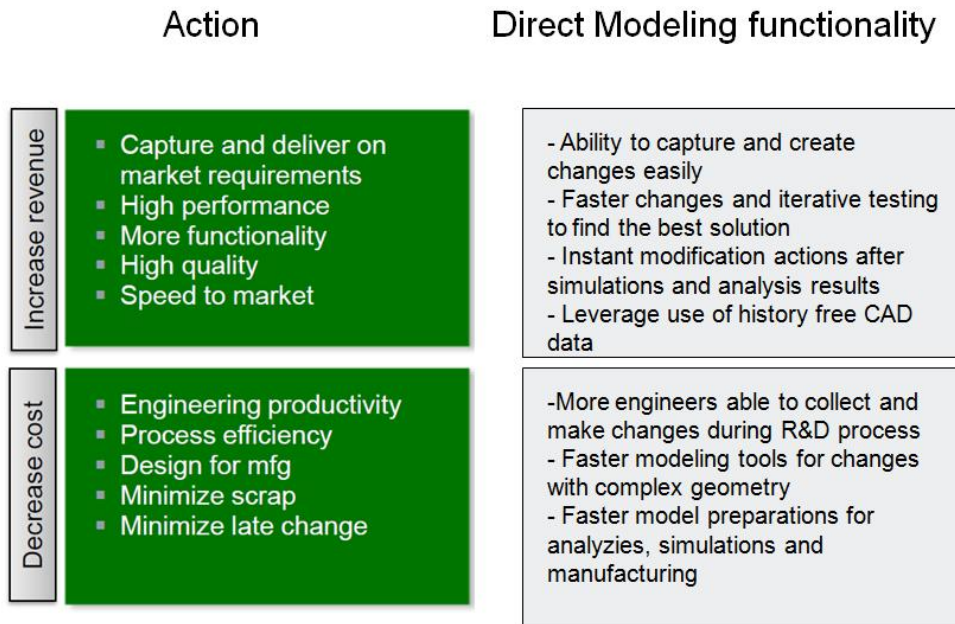 Action
Direct Modeling functionality
Increase revenue
▪ Capture and deliver on
market requirements
▪ High performance
▪ More functionality
▪ High quality
▪ Speed to market
- Ability to capture and create
changes easily
- Faster changes and iterative testing
to find the best solution
- Instant modification actions after
simulations and analysis results
- Leverage use of history free CAD
data
Decrease cost
▪ Engineering productivity
▪ Process efficiency
▪ Design for mfg
▪ Minimize scrap
▪ Minimize late change
-More engineers able to collect and
make changes during R&D process
- Faster modeling tools for changes
with complex geometry
- Faster model preparations for
analyzies, simulations and
manufacturing